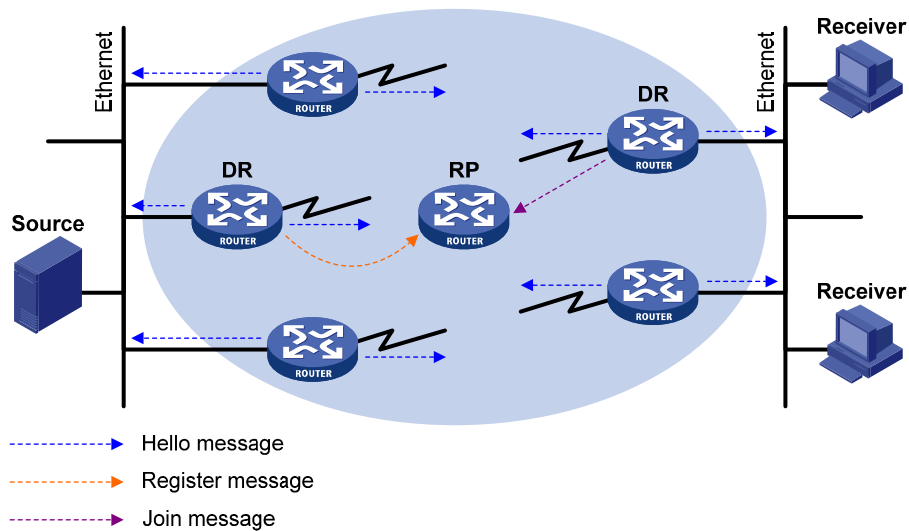 Receiver
Ethernet
Ethernet
ROUTER
DR
ROUTER
DR
RP
Source
ROUTER
ROUTER
Receiver
ROUTER
ROUTER
Hello message
Register message
Join message